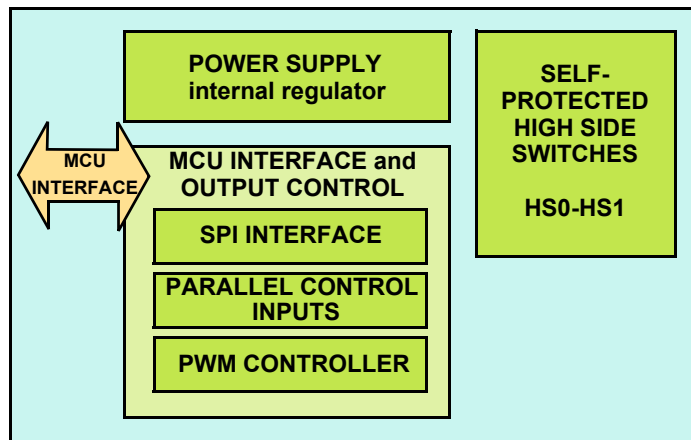 POWER SUPPLY
internal regulator
SELF-
PROTECTED
HIGH SIDE
SWITCHES
HS0-HS1
MCU
INTERFACE
MCU INTERFACE and
OUTPUT CONTROL
SPI INTERFACE
PARALLEL CONTROL
INPUTS
PWM CONTROLLER